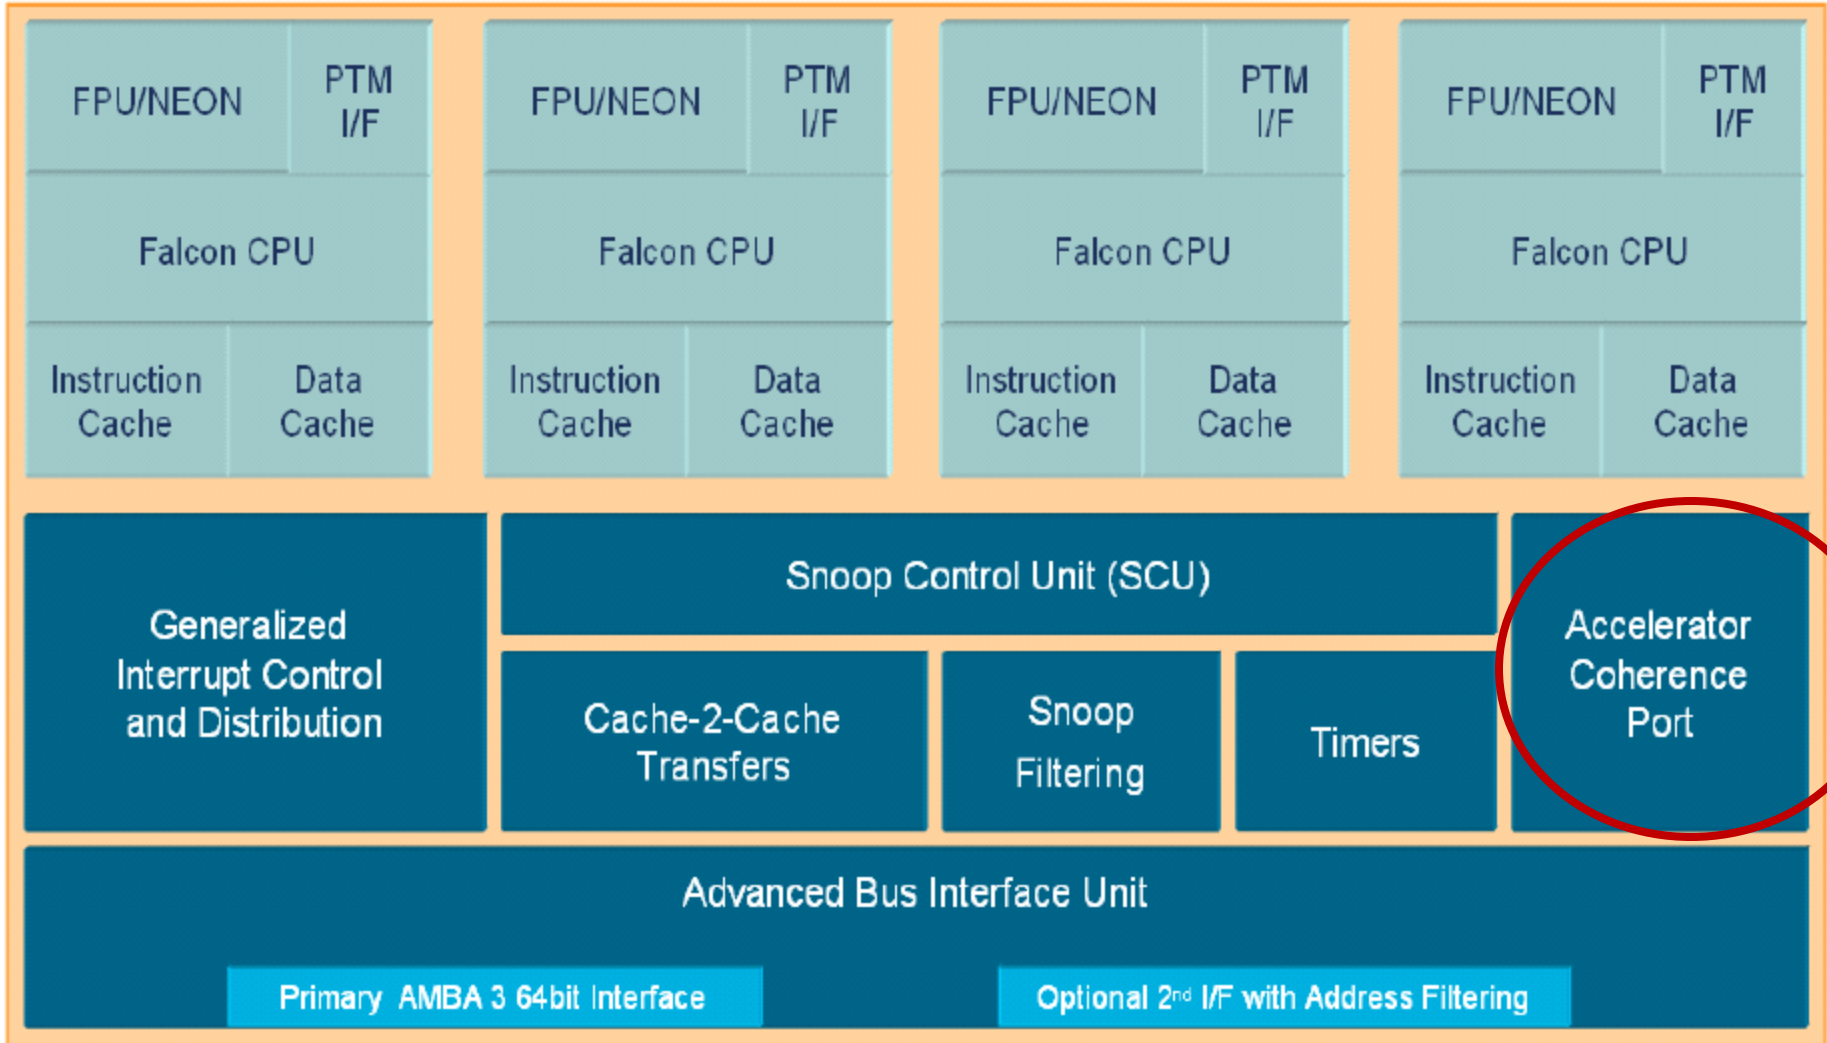 FPU/NEON
PTM
I/F
FPU/NEON
PTM
I/F
FPU/NEON
PTM
I/F
FPU/NEON
PTM
I/F
Falcon CPU
Falcon CPU
Falcon CPU
Falcon CPU
Instruction
Cache
Data
Cache
Instruction
Cache
Data
Cache
Instruction
Cache
Data
Cache
Instruction
Cache
Data
Cache
Generalized
Interrupt Control
and Distribution
Snoop Control Unit (SCU)
Cache-2-Cache
Transfers
Snoop
Filtering
Timers
Accelerator
Coherence
Port
Advanced Bus Interface Unit
Primary AMBA 3 64bit Interface
Optional 2nd I/F with Address Filtering